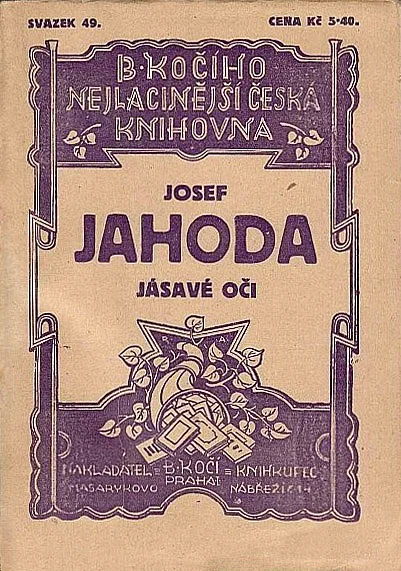 SVAZEK 49.
CENA Kč 5·40.
B·KOČÍHO
NEJLACINĚJŠÍ ČESKÁ
KNIHOVNA
JOSEF
JAHODA
JÁSAVÉ OČI
R A
NAKLADATEL = B·KOČÍ = KNIHKUPEC
MASARYKOVO PRAHA I NÁBŘEŽÍ 14